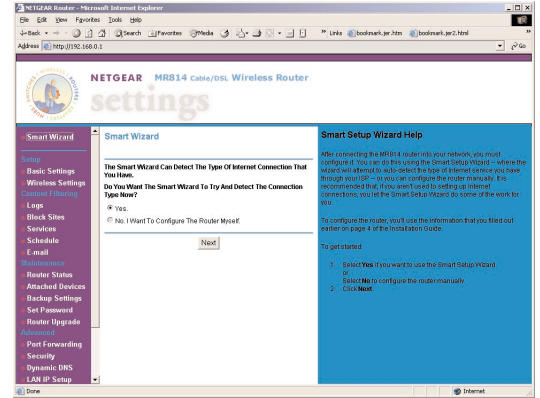 NETGEAR Router - Microsoft Internet Explorer
File Edit View Favorites Tools Help
Back Search Favorites Media Links bookmark.jer.htm bookmark.jer2.html
Address http://192.168.0.1 Go
NETGEAR MR814 Cable/DSL Wireless Router
settings
Smart Wizard
Setup
Basic Settings
Wireless Settings
Content Filtering
Logs
Block Sites
Services
Schedule
E-mail
Maintenance
Router Status
Attached Devices
Backup Settings
Set Password
Router Upgrade
Advanced
Port Forwarding
Security
Dynamic DNS
LAN IP Setup
Smart Wizard
The Smart Wizard Can Detect The Type Of Internet Connection That
You Have.
Do You Want The Smart Wizard To Try And Detect The Connection
Type Now?
Yes.
No. I Want To Configure The Router Myself.
Next
Smart Setup Wizard Help
After connecting the MR814 router into your network, you must
configure it. You can do this using the Smart Setup Wizard -- where the
wizard will attempt to auto-detect the type of Internet service you have
through your ISP -- or you can configure the router manually. It is
recommended that, if you aren't used to setting up Internet
connections, you let the Smart Setup Wizard do some of the work for
you.
To configure the router, you'll use the information that you filled out
earlier on page 4 of the Installation Guide.
To get started:
1. Select Yes if you want to use the Smart Setup Wizard.
or
Select No to configure the router manually.
2. Click Next.
Done Internet